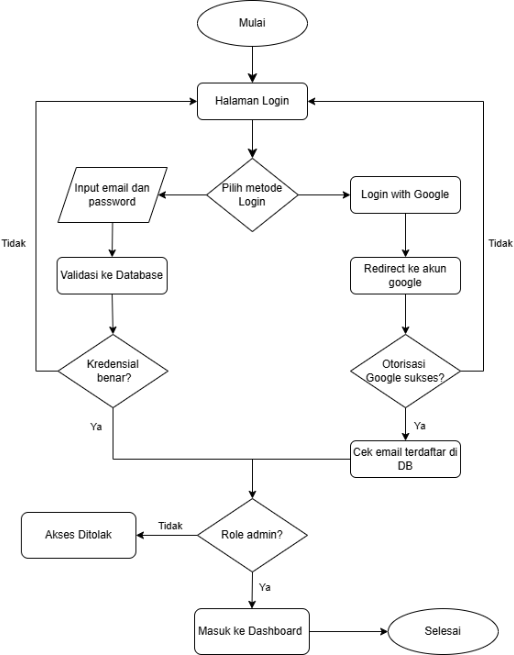 Mulai
Halaman Login
Pilih metode
Login
Input email dan
password
Login with Google
Tidak
Tidak
Validasi ke Database
Redirect ke akun
google
Kredensial
benar?
Otorisasi
Google sukses?
Ya
Ya
Cek email terdaftar di
DB
Role admin?
Tidak
Akses Ditolak
Ya
Masuk ke Dashboard
Selesai